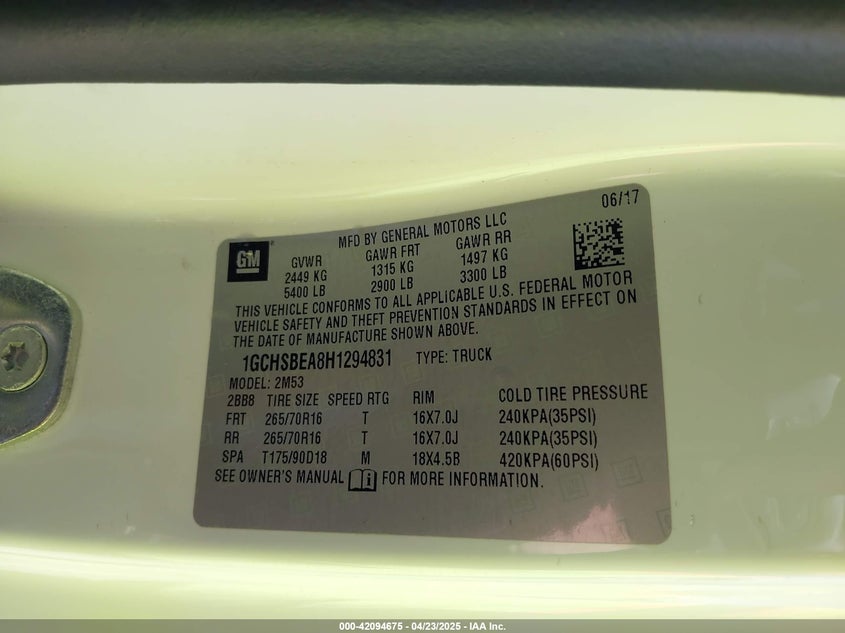 06/17
MFD BY GENERAL MOTORS LLC
GM
GVWR GAWR FRT GAWR RR
2449 KG 1315 KG 1497 KG
5400 LB 2900 LB 3300 LB
THIS VEHICLE CONFORMS TO ALL APPLICABLE U.S. FEDERAL MOTOR
VEHICLE SAFETY AND THEFT PREVENTION STANDARDS IN EFFECT ON
THE DATE OF MANUFACTURE SHOWN ABOVE.
1GCHSBEA8H1294831 TYPE: TRUCK
MODEL: 2M53
2BB8 TIRE SIZE SPEED RTG RIM COLD TIRE PRESSURE
FRT 265/70R16 T 16X7.0J 240KPA(35PSI)
RR 265/70R16 T 16X7.0J 240KPA(35PSI)
SPA T175/90D18 M 18X4.5B 420KPA(60PSI)
SEE OWNER'S MANUAL i FOR MORE INFORMATION.
000-42094675 - 04/23/2025 - IAA Inc.